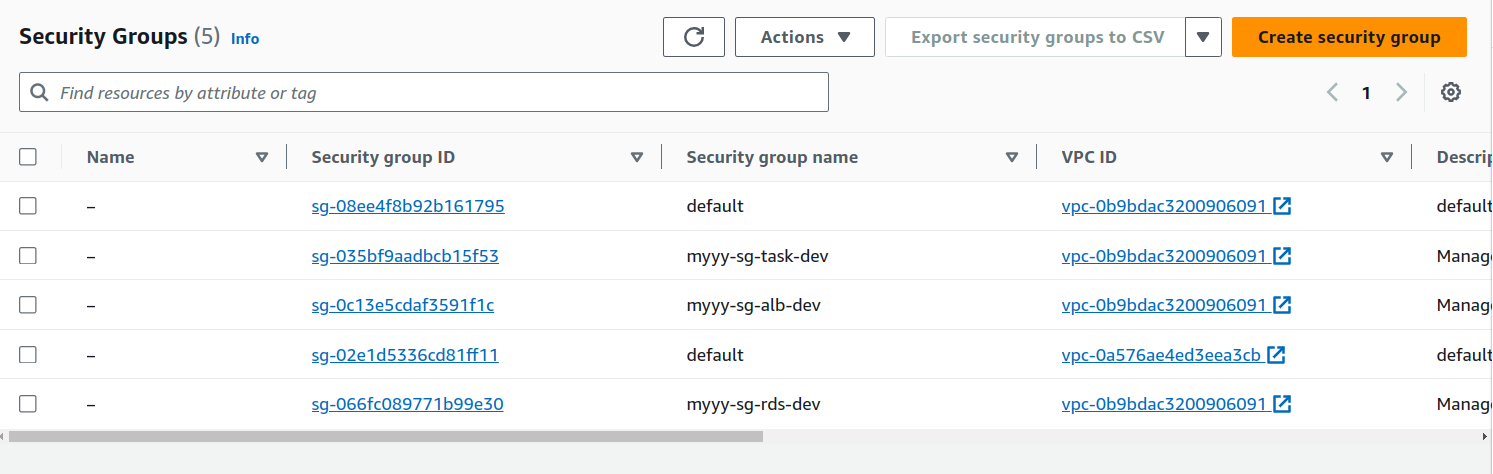 Security Groups (5) Info
Actions
Export security groups to CSV
Create security group
Find resources by attribute or tag
1
Name Security group ID Security group name VPC ID Descrip
– sg-08ee4f8b92b161795 default vpc-0b9bdac3200906091 default
– sg-035bf9aadbcb15f53 myyy-sg-task-dev vpc-0b9bdac3200906091 Manag
– sg-0c13e5cdaf3591f1c myyy-sg-alb-dev vpc-0b9bdac3200906091 Manag
– sg-02e1d5336cd81ff11 default vpc-0a576ae4ed3eea3cb default
– sg-066fc089771b99e30 myyy-sg-rds-dev vpc-0b9bdac3200906091 Manag